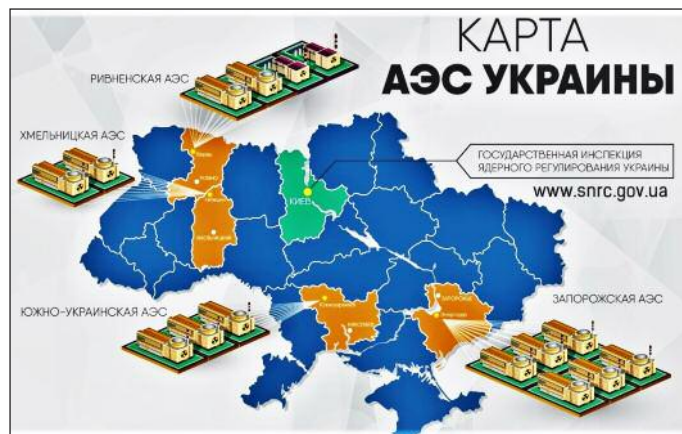 КАРТА
АЭС УКРАИНЫ
РИВНЕНСКАЯ АЭС
ХМЕЛЬНИЦКАЯ АЭС
ГОСУДАРСТВЕННАЯ ИНСПЕКЦИЯ
ЯДЕРНОГО РЕГУЛИРОВАНИЯ УКРАИНЫ
www.snrc.gov.ua
КИЕВ
ЮЖНО-УКРАИНСКАЯ АЭС
ЗАПОРОЖЬЕ
ЗАПОРОЖСКАЯ АЭС